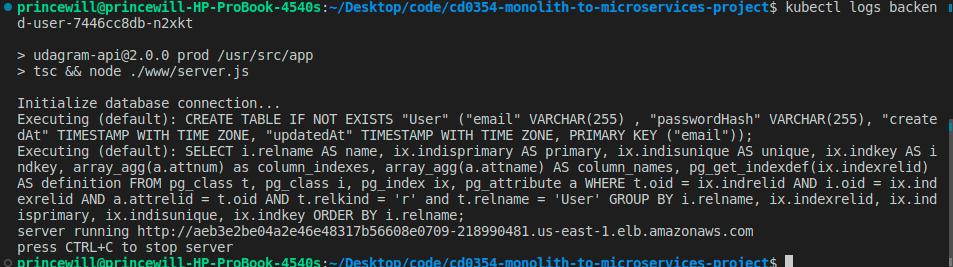 princewill@princewill-HP-ProBook-4540s:~/Desktop/code/cd0354-monolith-to-microservices-project$ kubectl logs backen
d-user-7446cc8db-n2xkt
> udagram-api@2.0.0 prod /usr/src/app
> tsc && node ./www/server.js
Initialize database connection...
Executing (default): CREATE TABLE IF NOT EXISTS "User" ("email" VARCHAR(255) , "passwordHash" VARCHAR(255), "create
dAt" TIMESTAMP WITH TIME ZONE, "updatedAt" TIMESTAMP WITH TIME ZONE, PRIMARY KEY ("email"));
Executing (default): SELECT i.relname AS name, ix.indisprimary AS primary, ix.indisunique AS unique, ix.indkey AS i
ndkey, array_agg(a.attnum) as column_indexes, array_agg(a.attname) AS column_names, pg_get_indexdef(ix.indexrelid)
AS definition FROM pg_class t, pg_class i, pg_index ix, pg_attribute a WHERE t.oid = ix.indrelid AND i.oid = ix.ind
exrelid AND a.attrelid = t.oid AND t.relkind = 'r' and t.relname = 'User' GROUP BY i.relname, ix.indexrelid, ix.ind
isprimary, ix.indisunique, ix.indkey ORDER BY i.relname;
server running http://aeb3e2be04a2e46e48317b56608e0709-218990481.us-east-1.elb.amazonaws.com
press CTRL+C to stop server
princewill@princewill-HP-ProBook-4540s:~/Desktop/code/cd0354-monolith-to-microservices-project$